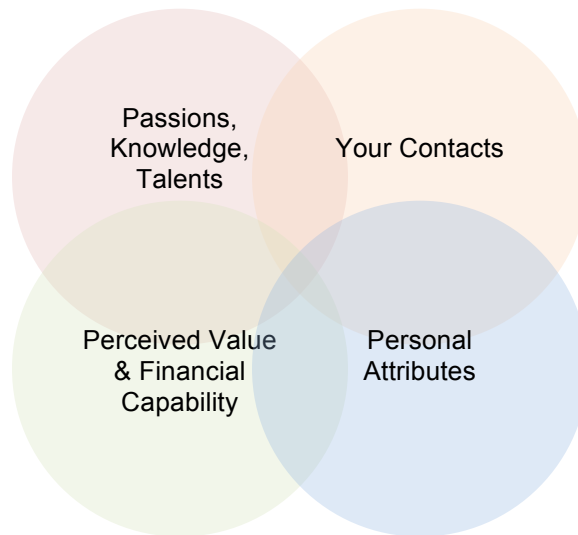 Passions,
Knowledge,
Talents
Your Contacts
Perceived Value
& Financial
Capability
Personal
Attributes